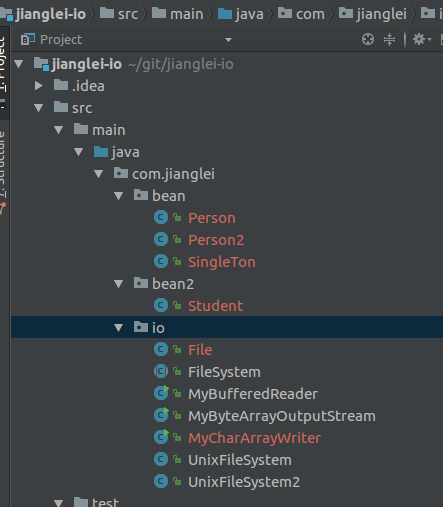 jianglei-io src main java com jianglei
Project
jianglei-io ~/git/jianglei-io
.idea
src
main
java
com.jianglei
bean
Person
Person2
SingleTon
bean2
Student
io
File
FileSystem
MyBufferedReader
MyByteArrayOutputStream
MyCharArrayWriter
UnixFileSystem
UnixFileSystem2
test
1: Project
7: Structure